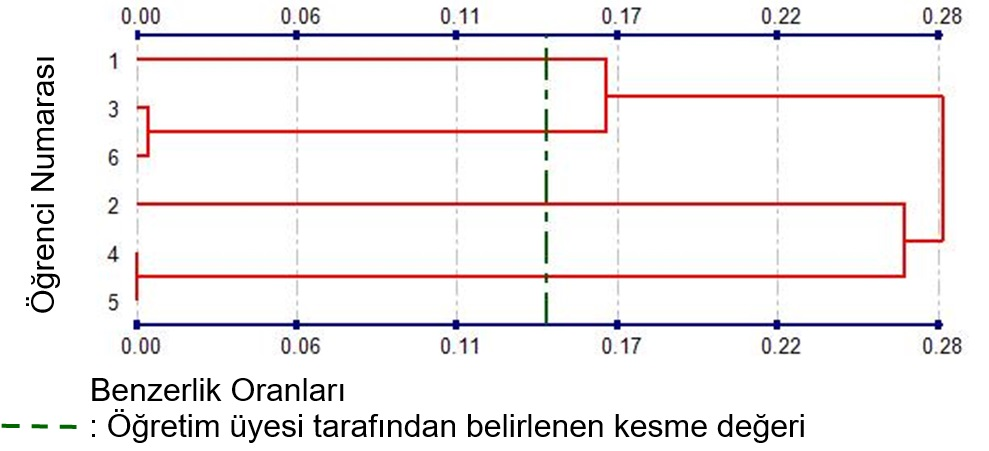 0.00 0.06 0.11 0.17 0.22 0.28
Öğrenci Numarası
1
3
6
2
4
5
0.00 0.06 0.11 0.17 0.22 0.28
Benzerlik Oranları
: Öğretim üyesi tarafından belirlenen kesme değeri